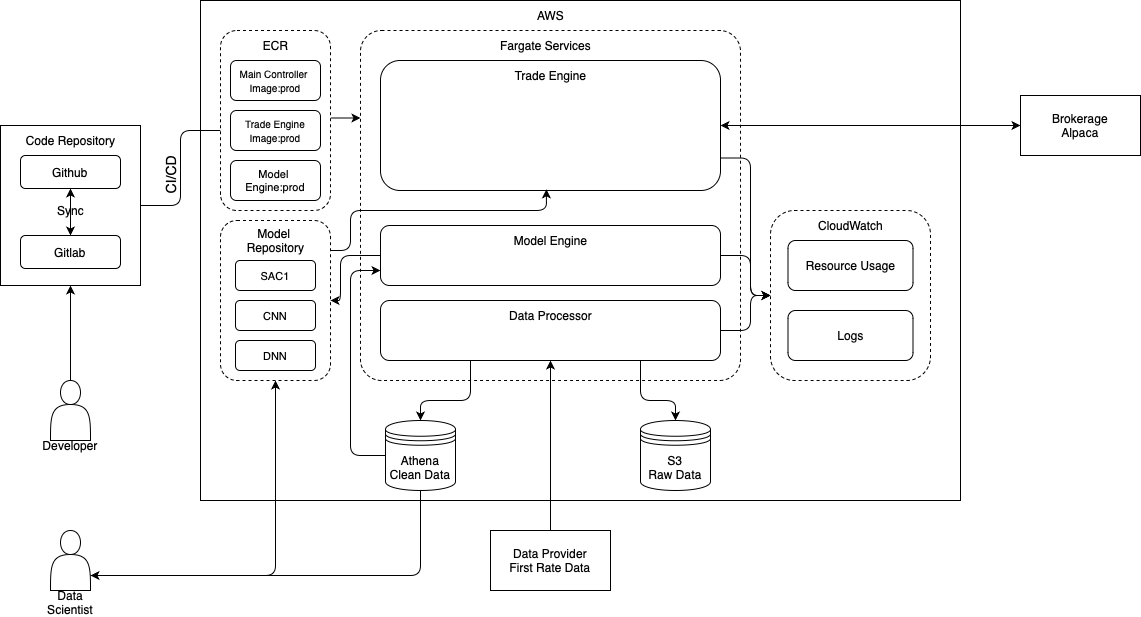 AWS
ECR
Main Controller
Image:prod
Trade Engine
Image:prod
Model
Engine:prod
Fargate Services
Trade Engine
Brokerage
Alpaca
Code Repository
Github
Sync
Gitlab
CI/CD
Model
Repository
SAC1
CNN
DNN
Model Engine
Data Processor
CloudWatch
Resource Usage
Logs
Developer
Athena
Clean Data
S3
Raw Data
Data Provider
First Rate Data
Data
Scientist